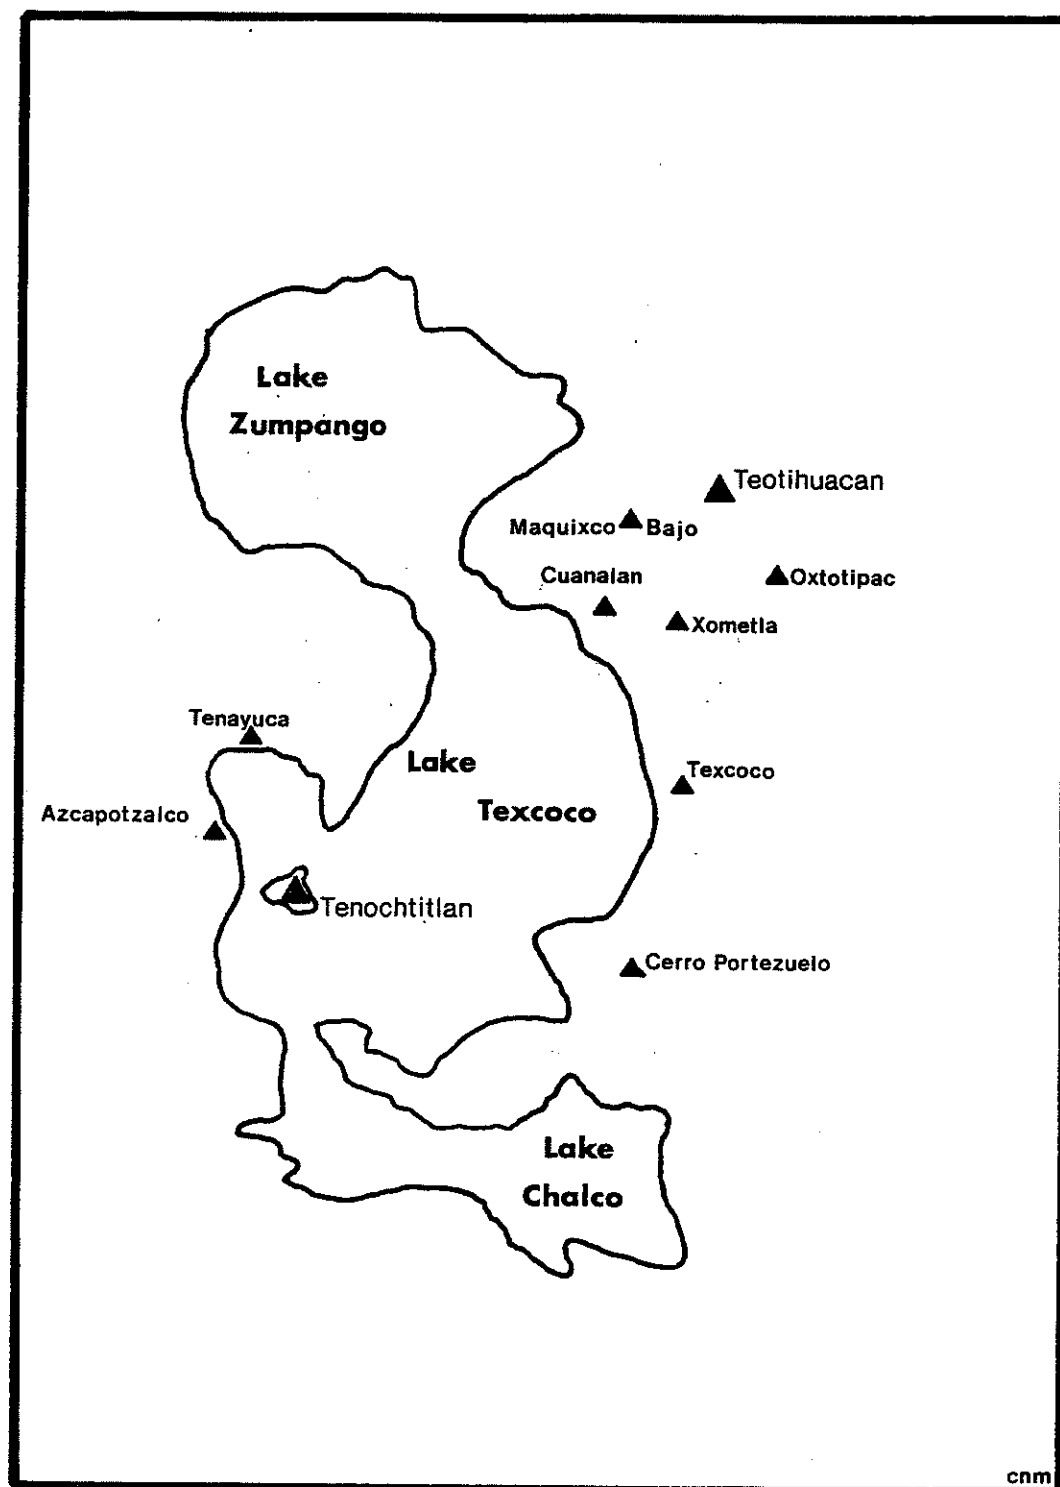 Lake
Zumpango
Teotihuacan
Maquixco Bajo
Cuanalan
Oxtotipac
Xometla
Tenayuca
Lake
Texcoco
Texcoco
Azcapotzalco
Tenochtitlan
Cerro Portezuelo
Lake
Chalco
cnm